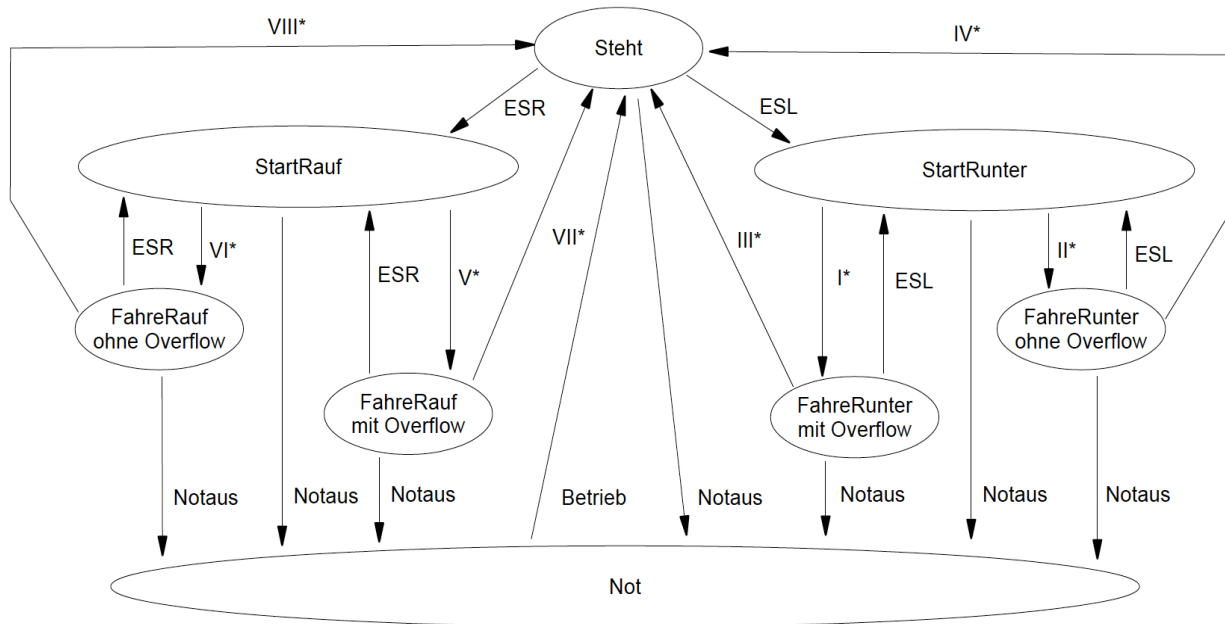 VIII*
Steht
IV*
ESR
ESL
StartRauf
StartRunter
ESR
VI*
ESR
V*
VII*
III*
I*
ESL
II*
ESL
FahreRauf
ohne Overflow
FahreRunter
ohne Overflow
FahreRauf
mit Overflow
FahreRunter
mit Overflow
Notaus
Notaus
Notaus
Betrieb
Notaus
Notaus
Notaus
Notaus
Not